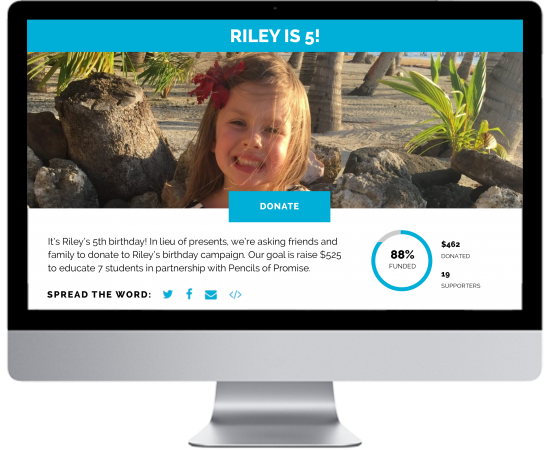 RILEY IS 5!
DONATE
It's Riley's 5th birthday! In lieu of presents, we're asking friends and
family to donate to Riley's birthday campaign. Our goal is raise $525
to educate 7 students in partnership with Pencils of Promise.
88%
FUNDED
$462
DONATED
19
SUPPORTERS
SPREAD THE WORD: